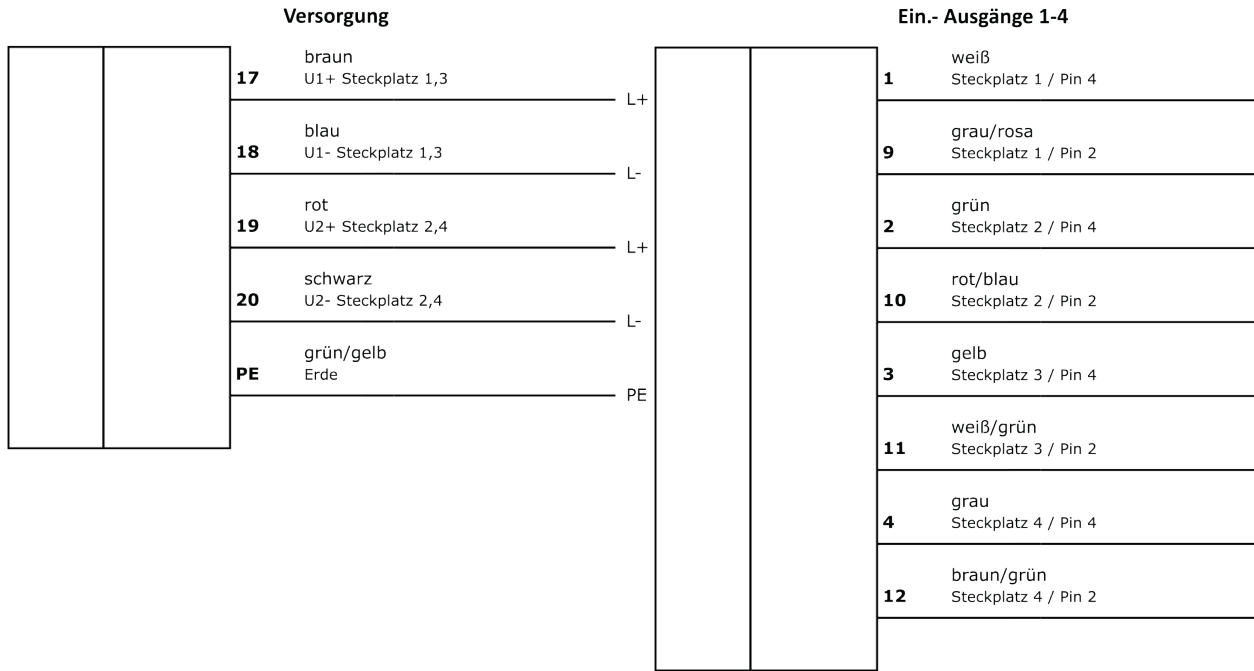 Versorgung
braun
17 U1+ Steckplatz 1,3
L+
blau
18 U1- Steckplatz 1,3
L-
rot
19 U2+ Steckplatz 2,4
L+
schwarz
20 U2- Steckplatz 2,4
L-
grün/gelb
PE Erde
PE
Ein.- Ausgänge 1-4
weiß
1 Steckplatz 1 / Pin 4
grau/rosa
9 Steckplatz 1 / Pin 2
grün
2 Steckplatz 2 / Pin 4
rot/blau
10 Steckplatz 2 / Pin 2
gelb
3 Steckplatz 3 / Pin 4
weiß/grün
11 Steckplatz 3 / Pin 2
grau
4 Steckplatz 4 / Pin 4
braun/grün
12 Steckplatz 4 / Pin 2